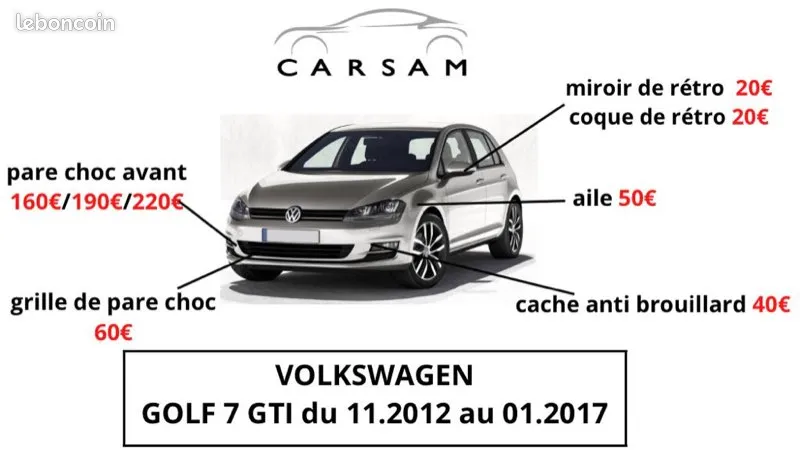 leboncoin
CARSAM
miroir de rétro 20€
coque de rétro 20€
pare choc avant
160€/190€/220€
aile 50€
grille de pare choc
60€
cache anti brouillard 40€
VOLKSWAGEN
GOLF 7 GTI du 11.2012 au 01.2017